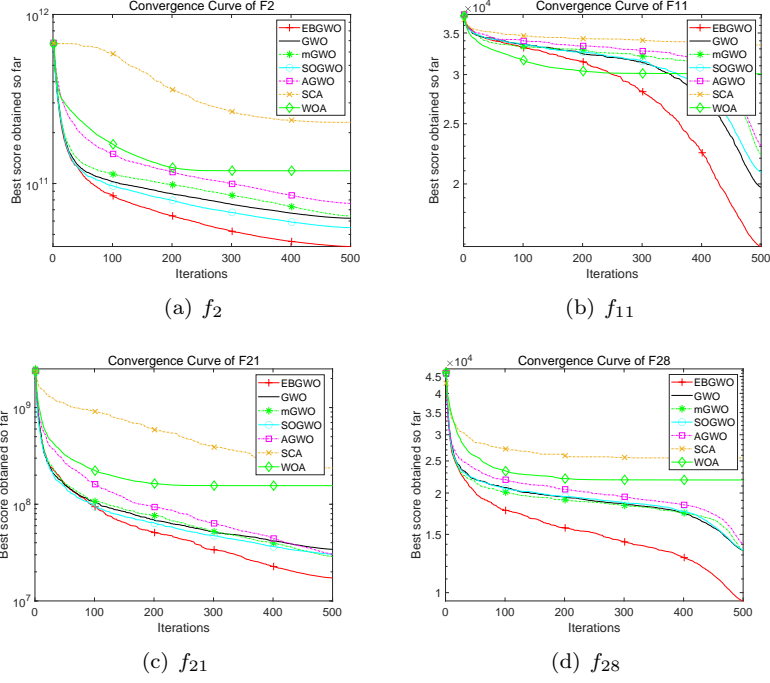 Convergence Curve of F2
Best score obtained so far
10^12
10^11
0 100 200 300 400 500
Iterations
EBGWO
GWO
mGWO
SOGWO
AGWO
SCA
WOA
(a) f2
Convergence Curve of F11
×10^4
Best score obtained so far
3.5
3
2.5
2
0 100 200 300 400 500
Iterations
EBGWO
GWO
mGWO
SOGWO
AGWO
SCA
WOA
(b) f11
Convergence Curve of F21
Best score obtained so far
10^9
10^8
10^7
0 100 200 300 400 500
Iterations
EBGWO
GWO
mGWO
SOGWO
AGWO
SCA
WOA
(c) f21
Convergence Curve of F28
×10^4
Best score obtained so far
4.5
4
3.5
3
2.5
2
1.5
1
0 100 200 300 400 500
Iterations
EBGWO
GWO
mGWO
SOGWO
AGWO
SCA
WOA
(d) f28